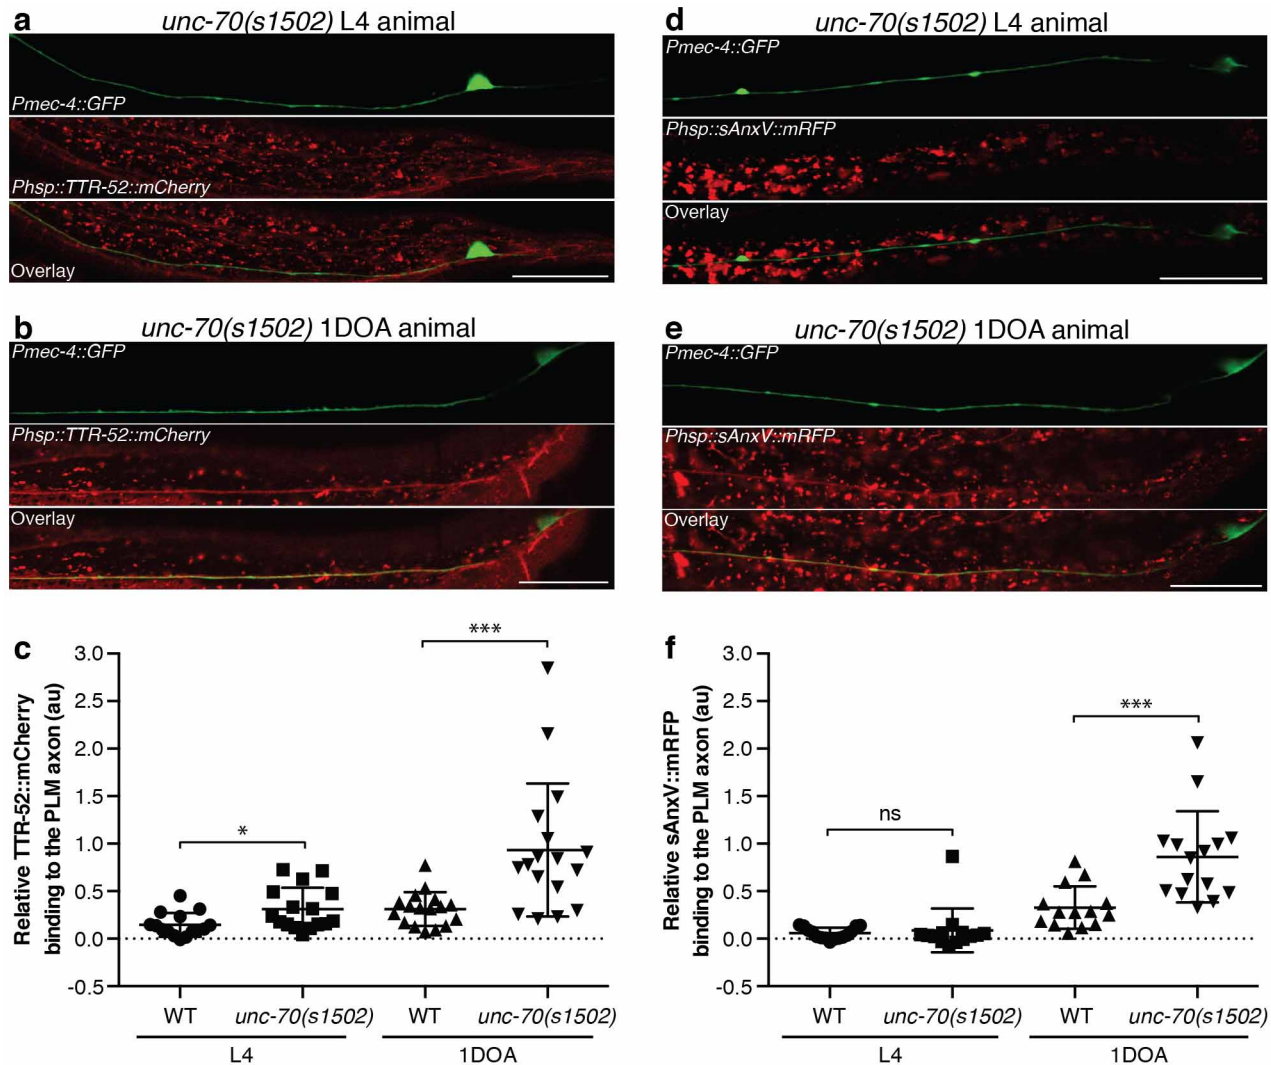 a
unc-70(s1502) L4 animal
Pmec-4::GFP
Phsp::TTR-52::mCherry
Overlay
b
unc-70(s1502) 1DOA animal
Pmec-4::GFP
Phsp::TTR-52::mCherry
Overlay
c
Relative TTR-52::mCherry
binding to the PLM axon (au)
3.0
2.5
2.0
1.5
1.0
0.5
0.0
-0.5
*
***
WT
unc-70(s1502)
WT
unc-70(s1502)
L4
1DOA
d
unc-70(s1502) L4 animal
Pmec-4::GFP
Phsp::sAnxV::mRFP
Overlay
e
unc-70(s1502) 1DOA animal
Pmec-4::GFP
Phsp::sAnxV::mRFP
Overlay
f
Relative sAnxV::mRFP
binding to the PLM axon (au)
3.0
2.5
2.0
1.5
1.0
0.5
0.0
-0.5
ns
***
WT
unc-70(s1502)
WT
unc-70(s1502)
L4
1DOA